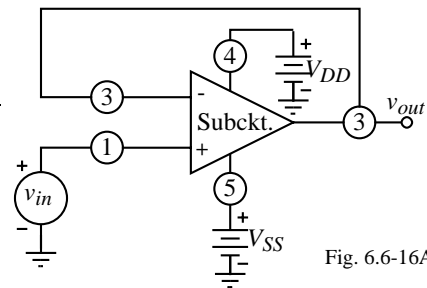 4
+
V_DD
-
3
-
v_out
Subckt.
3
1
+
+
v_in
-
5
+
V_SS
-
Fig. 6.6-16A